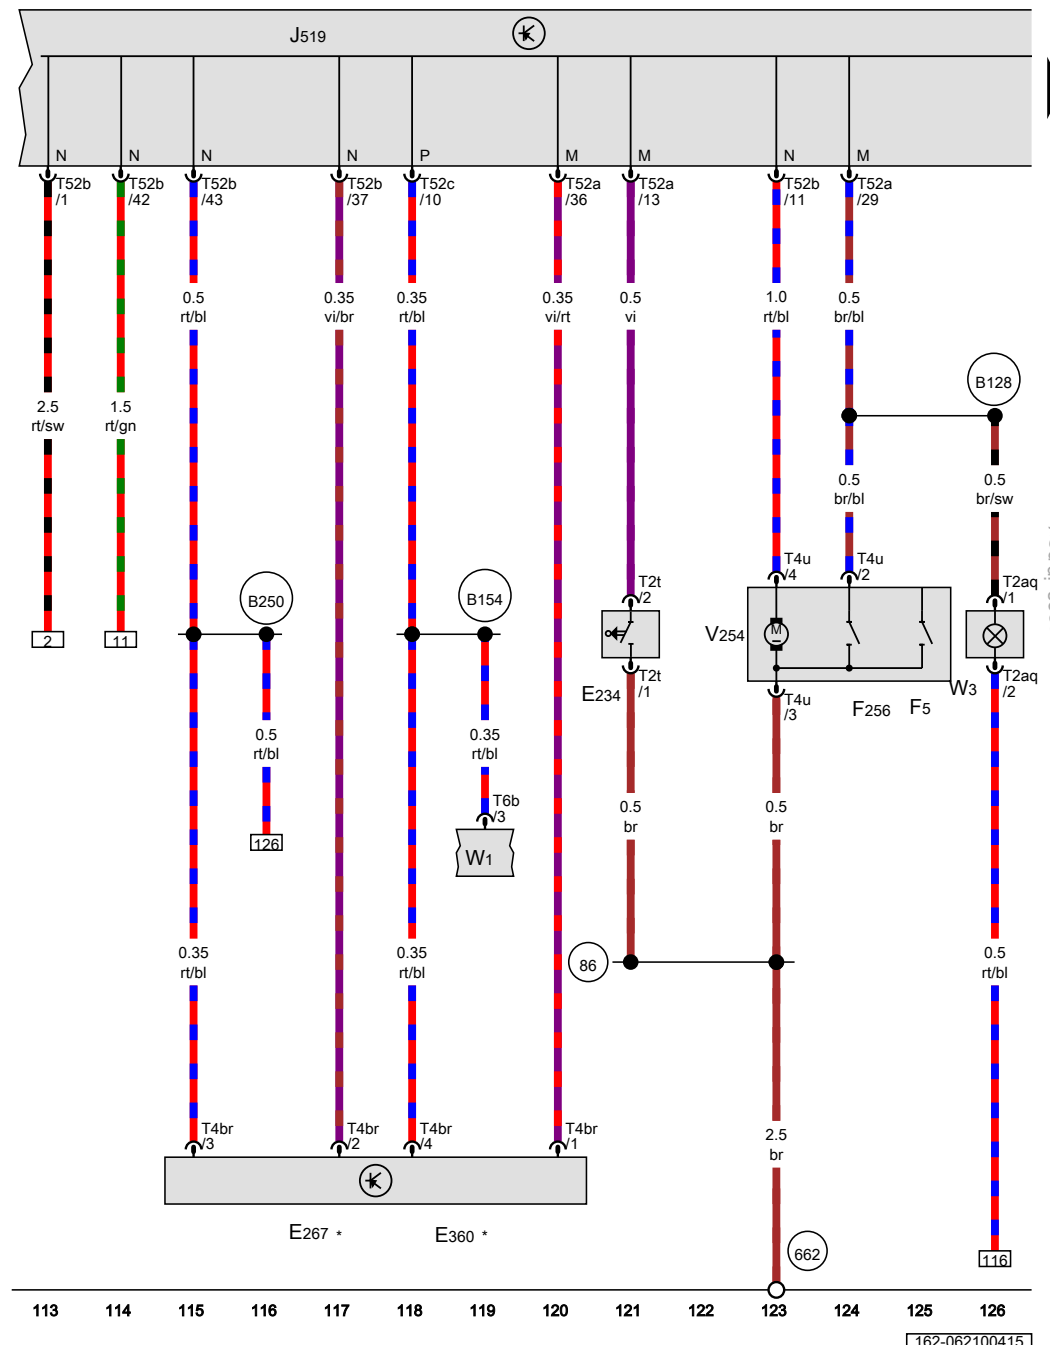 J519
N N N N P M M N M
T52b /1
T52b /42
T52b /43
T52b /37
T52c /10
T52a /36
T52a /13
T52b /11
T52a /29
0.5 rt/bl
0.35 vi/br
0.35 rt/bl
0.35 vi/rt
0.5 vi
1.0 rt/bl
0.5 br/bl
B128
2.5 rt/sw
1.5 rt/gn
0.5 br/bl
0.5 br/sw
T4u /4
T4u /2
T2t /2
T2aq /1
B250
B154
2
11
V254
M
E234
T2t /1
T4u /3
F256
F5
W3
T2aq /2
0.5 rt/bl
0.35 rt/bl
T6b /3
0.5 br
0.5 br
126
W1
0.35 rt/bl
0.35 rt/bl
86
0.5 rt/bl
T4br /3
T4br /2
T4br /4
T4br /1
2.5 br
E267 *
E360 *
662
116
113 114 115 116 117 118 119 120 121 122 123 124 125 126
162-062100415